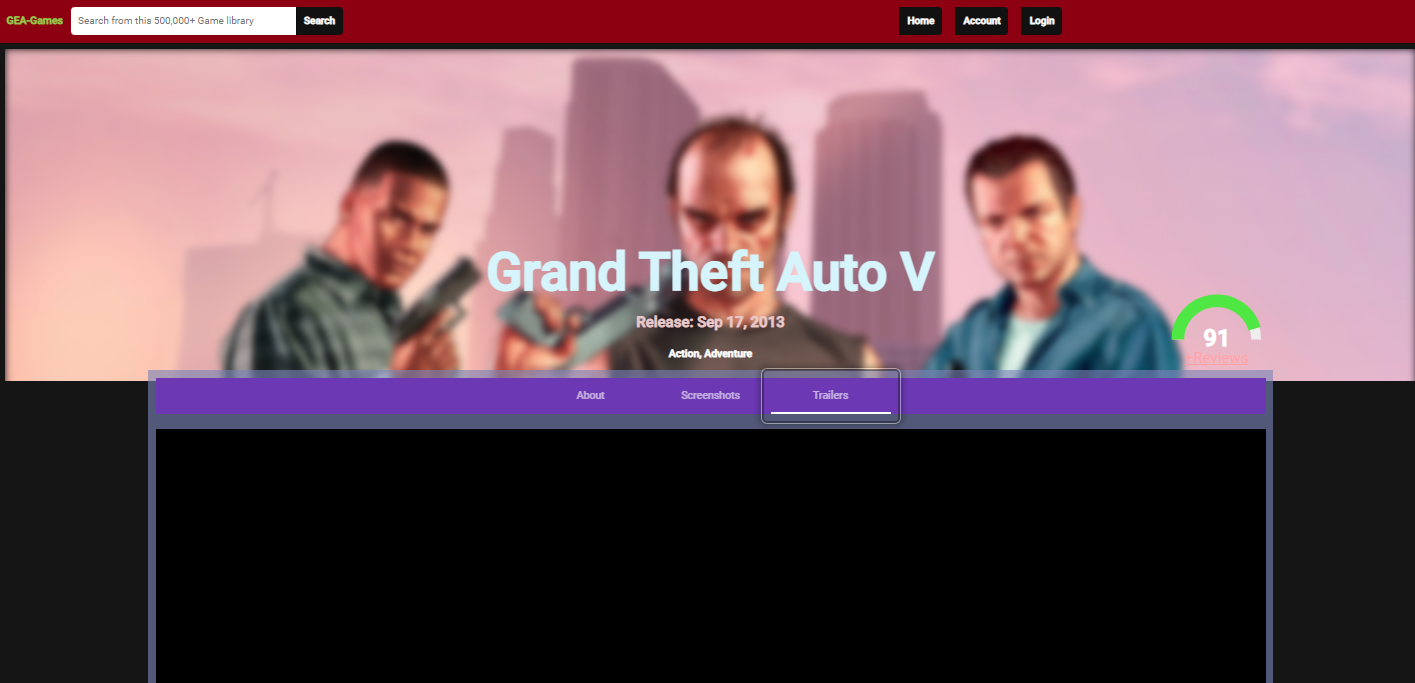 GEA-Games Search from this 500,000+ Game library Search Home Account Login
Grand Theft Auto V
Release: Sep 17, 2013
Action, Adventure
91
Reviews
About Screenshots Trailers